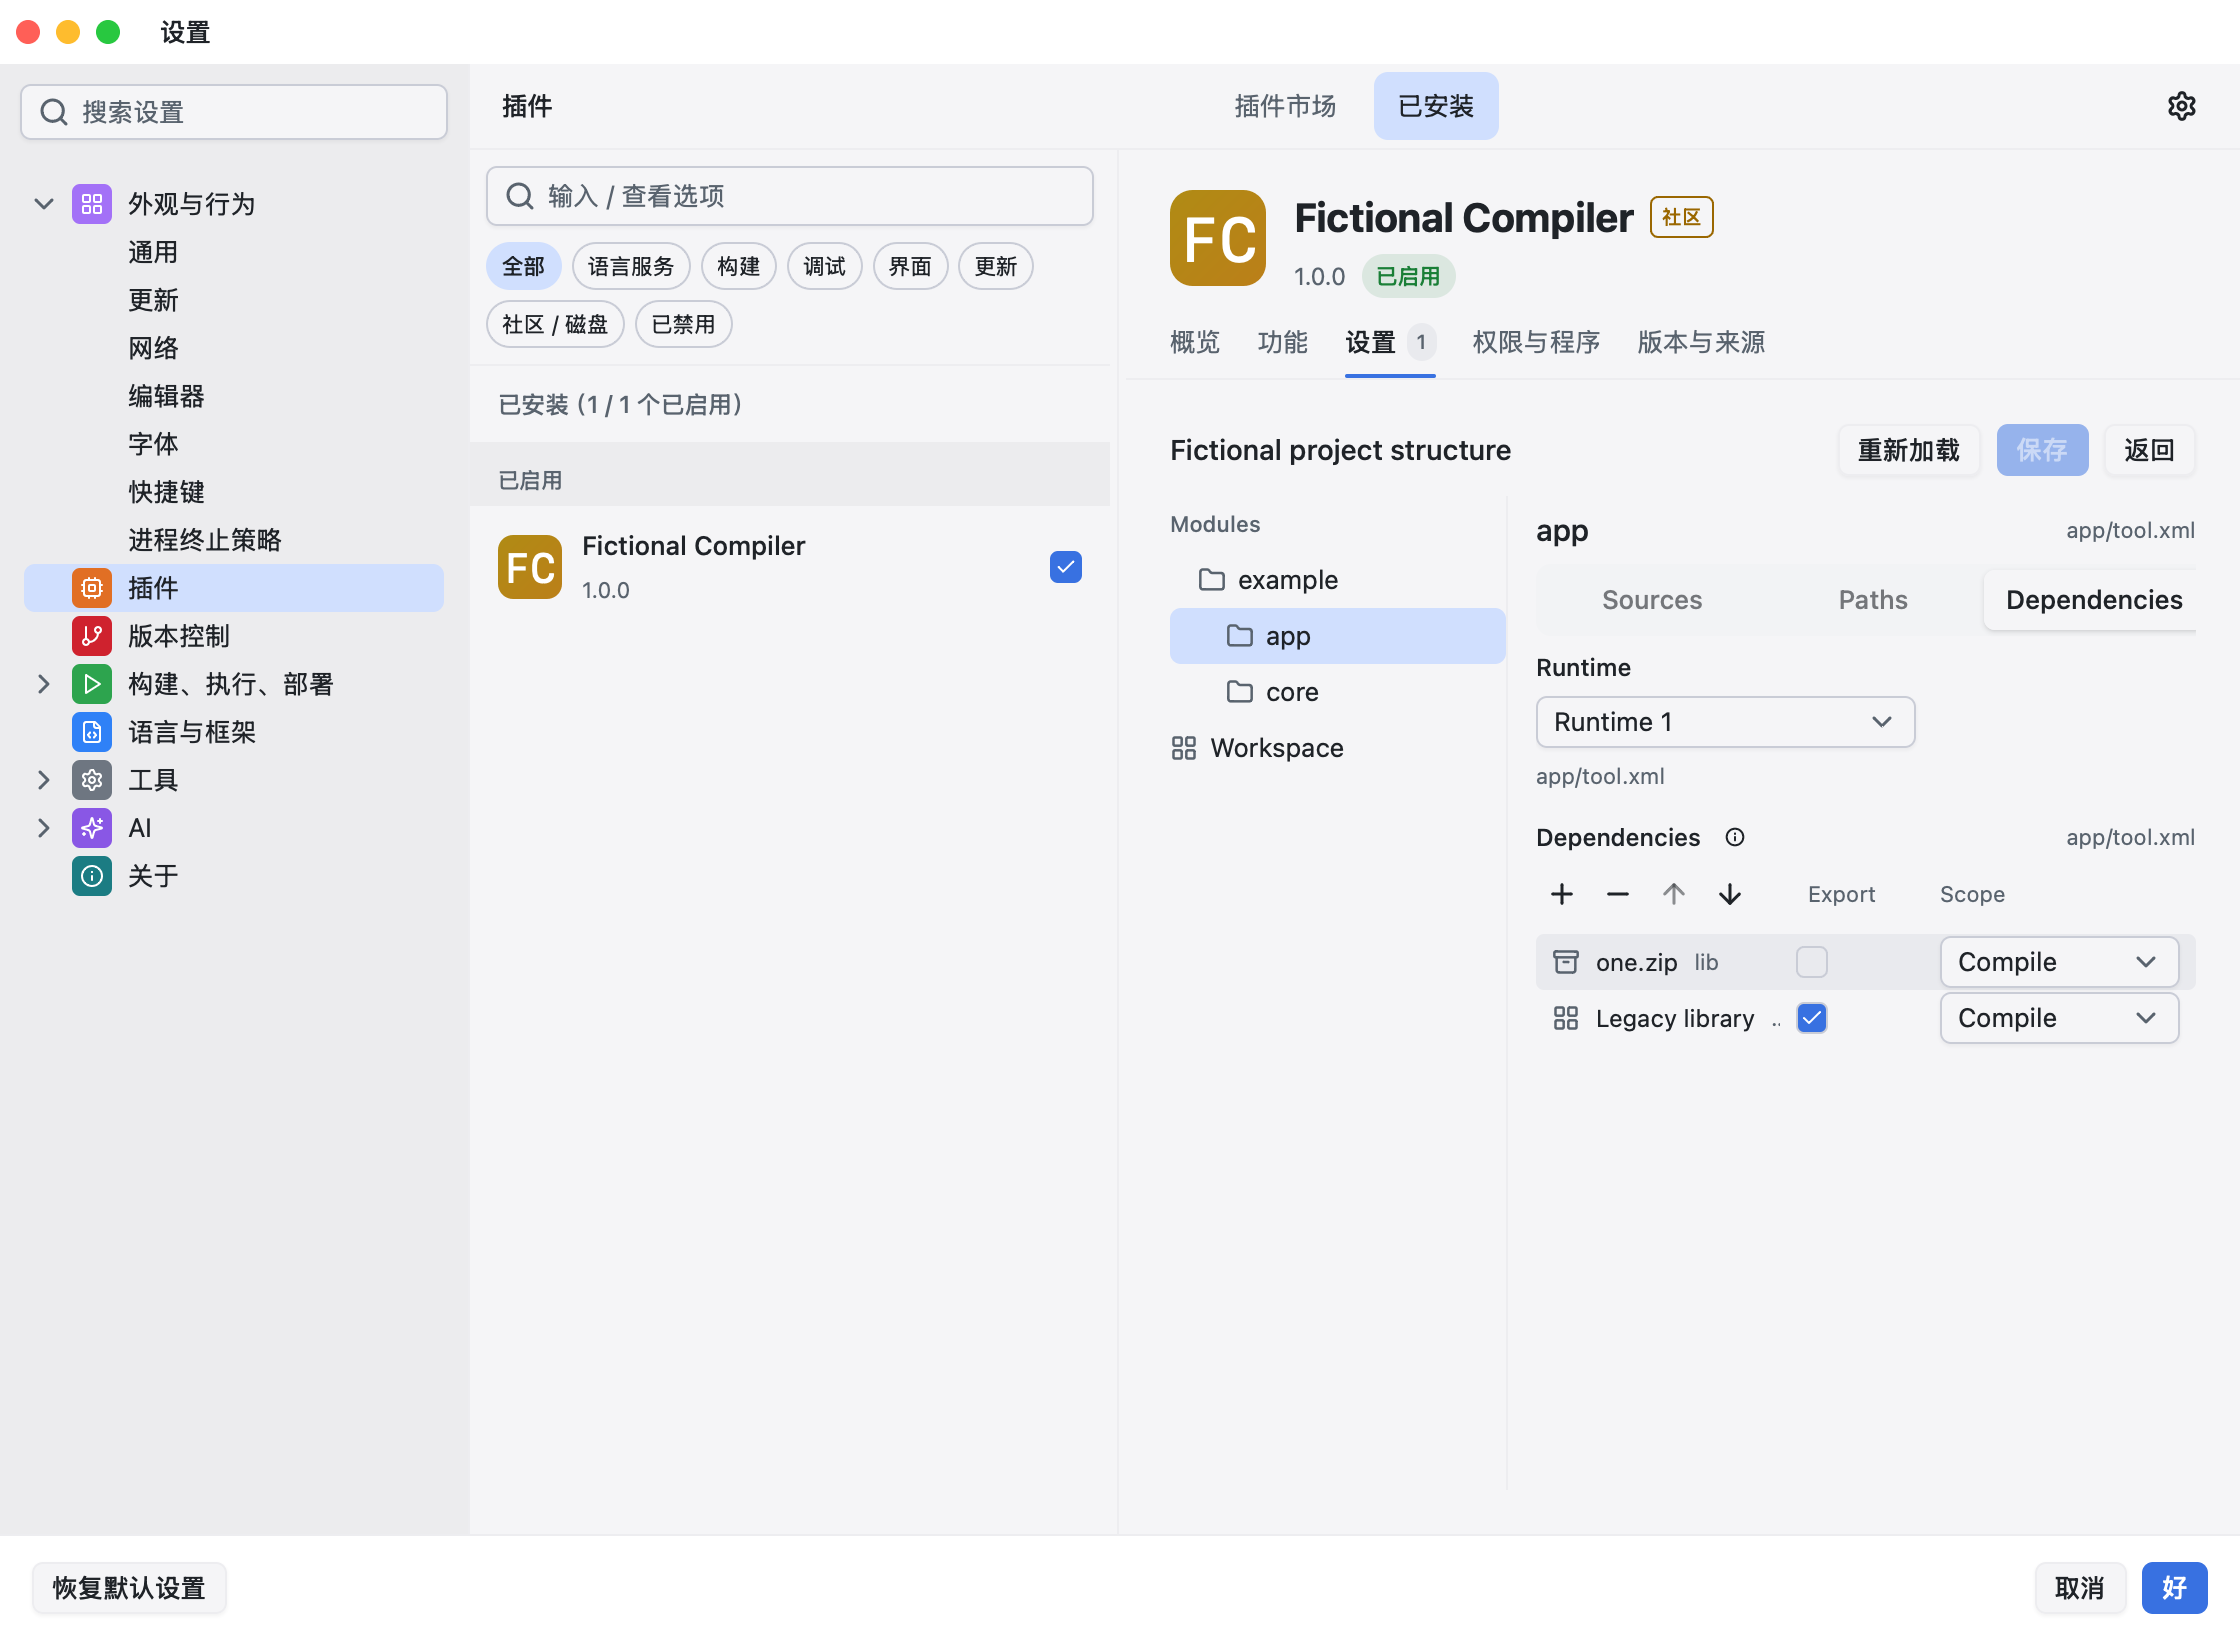 设置
搜索设置
外观与行为
通用
更新
网络
编辑器
字体
快捷键
进程终止策略
插件
版本控制
构建、执行、部署
语言与框架
工具
AI
关于
插件
插件市场
已安装
输入 / 查看选项
全部
语言服务
构建
调试
界面
更新
社区 / 磁盘
已禁用
已安装 (1 / 1 个已启用)
已启用
FC
Fictional Compiler
1.0.0
FC
Fictional Compiler
社区
1.0.0
已启用
概览
功能
设置 1
权限与程序
版本与来源
Fictional project structure
重新加载
保存
返回
Modules
example
app
core
Workspace
app
app/tool.xml
Sources
Paths
Dependencies
Runtime
Runtime 1
app/tool.xml
Dependencies
app/tool.xml
Export
Scope
one.zip lib
Compile
Legacy library ..
Compile
恢复默认设置
取消
好